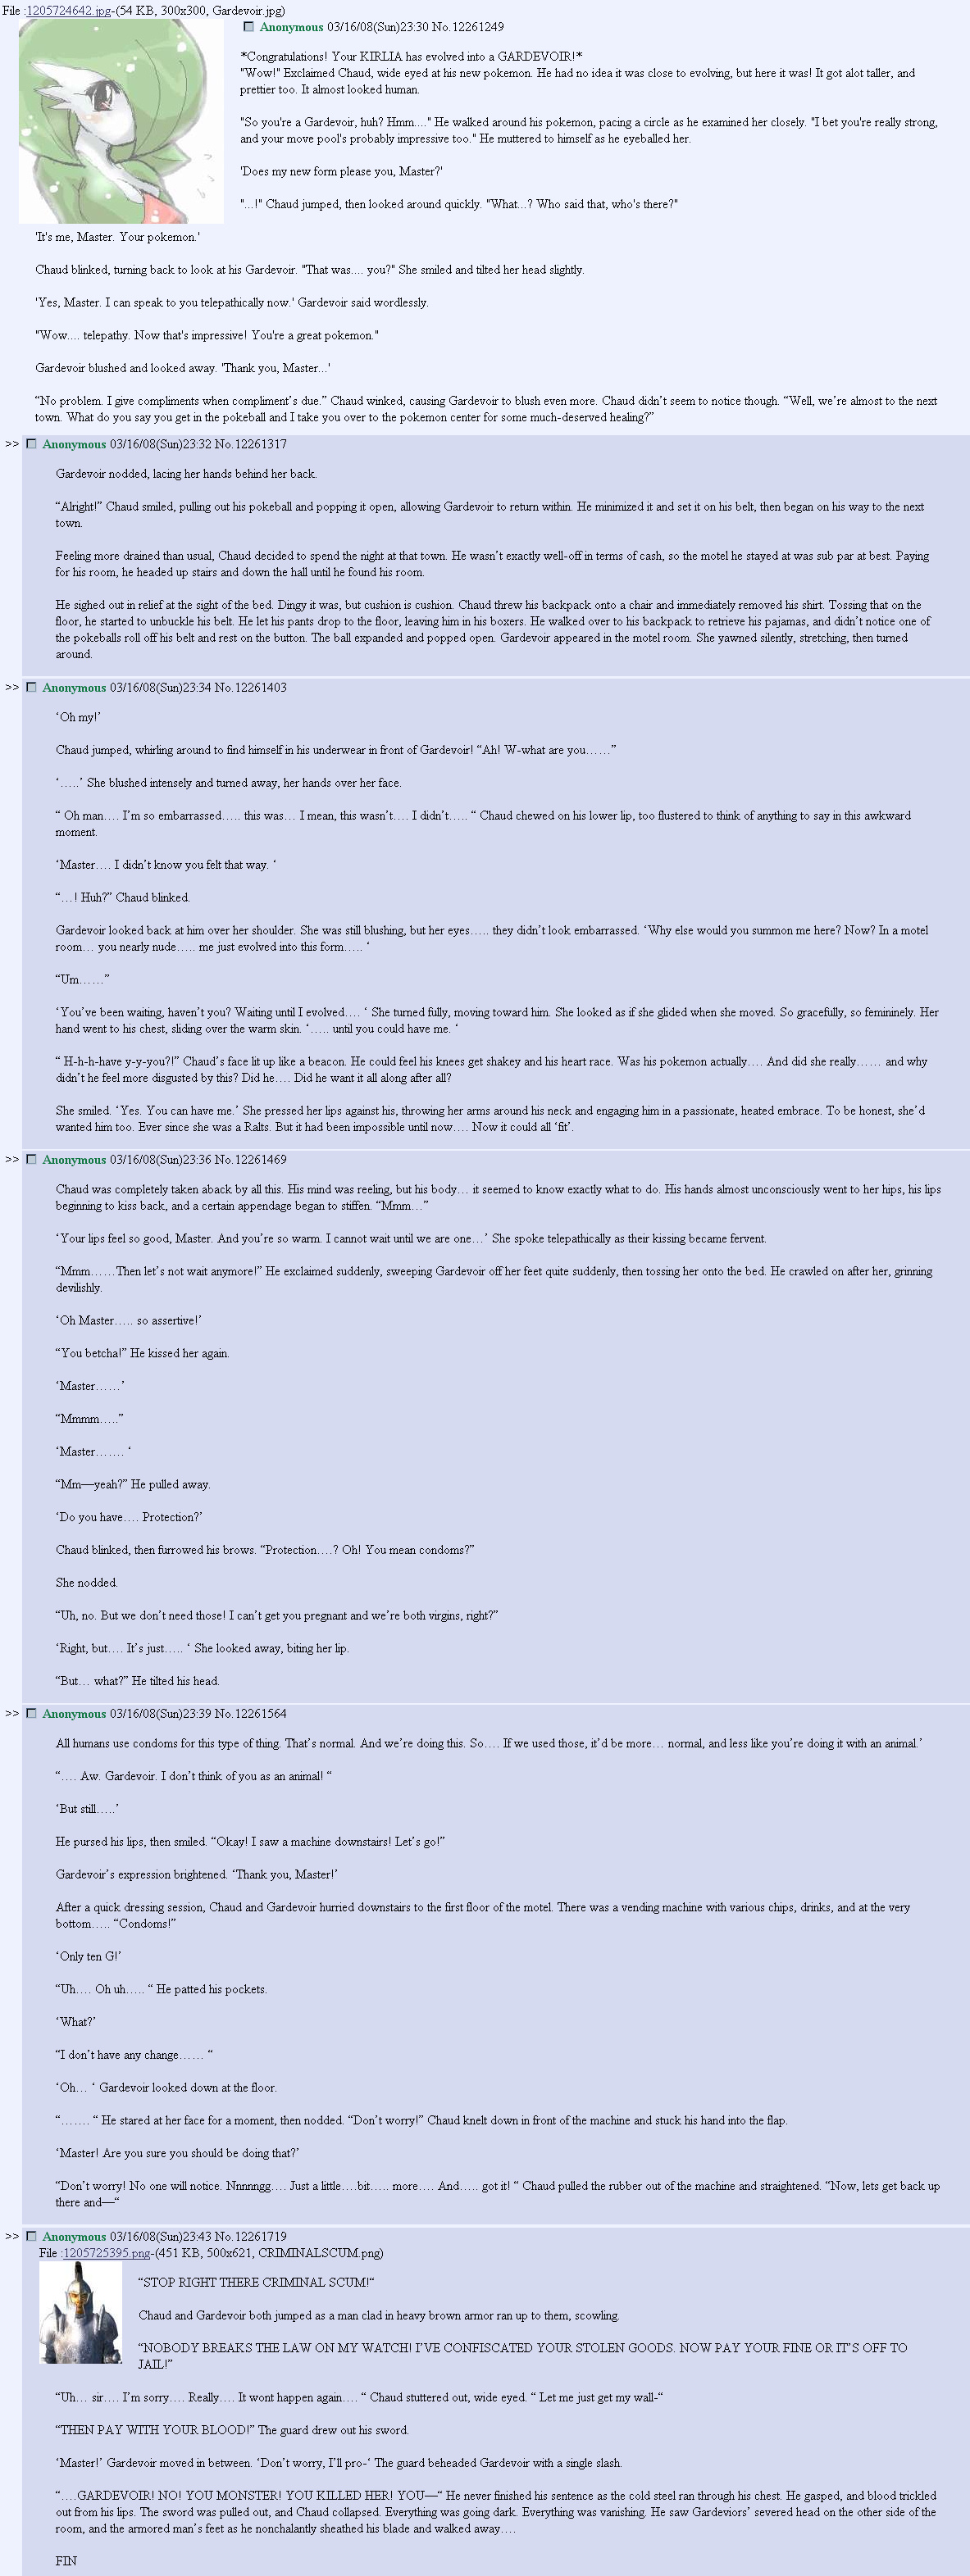 File :1205724642.jpg-(54 KB, 300x300, Gardevoir.jpg)
Anonymous 03/16/08(Sun)23:30 No.12261249
*Congratulations! Your KIRLIA has evolved into a GARDEVOIR!*
"Wow!" Exclaimed Chaud, wide eyed at his new pokemon. He had no idea it was close to evolving, but here it was! It got alot taller, and
prettier too. It almost looked human.
"So you're a Gardevoir, huh? Hmm...." He walked around his pokemon, pacing a circle as he examined her closely. "I bet you're really strong,
and your move pool's probably impressive too." He muttered to himself as he eyeballed her.
'Does my new form please you, Master?'
"...!" Chaud jumped, then looked around quickly. "What...? Who said that, who's there?"
'It's me, Master. Your pokemon.'
Chaud blinked, turning back to look at his Gardevoir. "That was.... you?" She smiled and tilted her head slightly.
'Yes, Master. I can speak to you telepathically now.' Gardevoir said wordlessly.
"Wow.... telepathy. Now that's impressive! You're a great pokemon."
Gardevoir blushed and looked away. 'Thank you, Master...'
“No problem. I give compliments when compliment’s due.” Chaud winked, causing Gardevoir to blush even more. Chaud didn’t seem to notice though. “Well, we’re almost to the next
town. What do you say you get in the pokeball and I take you over to the pokemon center for some much-deserved healing?”
>> Anonymous 03/16/08(Sun)23:32 No.12261317
Gardevoir nodded, lacing her hands behind her back.
“Alright!” Chaud smiled, pulling out his pokeball and popping it open, allowing Gardevoir to return within. He minimized it and set it on his belt, then began on his way to the next
town.
Feeling more drained than usual, Chaud decided to spend the night at that town. He wasn’t exactly well-off in terms of cash, so the motel he stayed at was sub par at best. Paying
for his room, he headed up stairs and down the hall until he found his room.
He sighed out in relief at the sight of the bed. Dingy it was, but cushion is cushion. Chaud threw his backpack onto a chair and immediately removed his shirt. Tossing that on the
floor, he started to unbuckle his belt. He let his pants drop to the floor, leaving him in his boxers. He walked over to his backpack to retrieve his pajamas, and didn’t notice one of
the pokeballs roll off his belt and rest on the button. The ball expanded and popped open. Gardevoir appeared in the motel room. She yawned silently, stretching, then turned
around.
>> Anonymous 03/16/08(Sun)23:34 No.12261403
‘Oh my!’
Chaud jumped, whirling around to find himself in his underwear in front of Gardevoir! “Ah! W-what are you……”
‘…..’ She blushed intensely and turned away, her hands over her face.
“ Oh man…. I’m so embarrassed….. this was… I mean, this wasn’t…. I didn’t….. “ Chaud chewed on his lower lip, too flustered to think of anything to say in this awkward
moment.
‘Master…. I didn’t know you felt that way. ‘
“…! Huh?” Chaud blinked.
Gardevoir looked back at him over her shoulder. She was still blushing, but her eyes….. they didn’t look embarrassed. ‘Why else would you summon me here? Now? In a motel
room… you nearly nude….. me just evolved into this form….. ‘
“Um……”
‘You’ve been waiting, haven’t you? Waiting until I evolved…. ‘ She turned fully, moving toward him. She looked as if she glided when she moved. So gracefully, so femininely. Her
hand went to his chest, sliding over the warm skin. ‘….. until you could have me. ‘
“ H-h-h-have y-y-you?!” Chaud’s face lit up like a beacon. He could feel his knees get shakey and his heart race. Was his pokemon actually…. And did she really…… and why
didn’t he feel more disgusted by this? Did he…. Did he want it all along after all?
She smiled. ‘Yes. You can have me.’ She pressed her lips against his, throwing her arms around his neck and engaging him in a passionate, heated embrace. To be honest, she’d
wanted him too. Ever since she was a Ralts. But it had been impossible until now…. Now it could all ‘fit’.
>> Anonymous 03/16/08(Sun)23:36 No.12261469
Chaud was completely taken aback by all this. His mind was reeling, but his body… it seemed to know exactly what to do. His hands almost unconsciously went to her hips, his lips
beginning to kiss back, and a certain appendage began to stiffen. “Mmm…”
‘Your lips feel so good, Master. And you’re so warm. I cannot wait until we are one…’ She spoke telepathically as their kissing became fervent.
“Mmm……Then let’s not wait anymore!” He exclaimed suddenly, sweeping Gardevoir off her feet quite suddenly, then tossing her onto the bed. He crawled on after her, grinning
devilishly.
‘Oh Master….. so assertive!’
“You betcha!” He kissed her again.
‘Master……’
“Mmmm…..”
‘Master……. ‘
“Mm—yeah?” He pulled away.
‘Do you have…. Protection?’
Chaud blinked, then furrowed his brows. “Protection….? Oh! You mean condoms?”
She nodded.
“Uh, no. But we don’t need those! I can’t get you pregnant and we’re both virgins, right?”
‘Right, but…. It’s just….. ‘ She looked away, biting her lip.
“But… what?” He tilted his head.
>> Anonymous 03/16/08(Sun)23:39 No.12261564
All humans use condoms for this type of thing. That’s normal. And we’re doing this. So…. If we used those, it’d be more… normal, and less like you’re doing it with an animal.’
“…. Aw. Gardevoir. I don’t think of you as an animal! “
‘But still…..’
He pursed his lips, then smiled. “Okay! I saw a machine downstairs! Let’s go!”
Gardevoir’s expression brightened. ‘Thank you, Master!’
After a quick dressing session, Chaud and Gardevoir hurried downstairs to the first floor of the motel. There was a vending machine with various chips, drinks, and at the very
bottom….. “Condoms!”
‘Only ten G!’
“Uh…. Oh uh….. “ He patted his pockets.
‘What?’
“I don’t have any change…… “
‘Oh… ‘ Gardevoir looked down at the floor.
“……. “ He stared at her face for a moment, then nodded. “Don’t worry!” Chaud knelt down in front of the machine and stuck his hand into the flap.
‘Master! Are you sure you should be doing that?’
“Don’t worry! No one will notice. Nnnnngg…. Just a little….bit….. more…. And….. got it! “ Chaud pulled the rubber out of the machine and straightened. “Now, lets get back up
there and—“
>> Anonymous 03/16/08(Sun)23:43 No.12261719
File :1205725395.png-(451 KB, 500x621, CRIMINALSCUM.png)
“STOP RIGHT THERE CRIMINAL SCUM!“
Chaud and Gardevoir both jumped as a man clad in heavy brown armor ran up to them, scowling.
“NOBODY BREAKS THE LAW ON MY WATCH! I’VE CONFISCATED YOUR STOLEN GOODS. NOW PAY YOUR FINE OR IT’S OFF TO
JAIL!”
“Uh… sir…. I’m sorry…. Really…. It wont happen again…. “ Chaud stuttered out, wide eyed. “ Let me just get my wall-“
“THEN PAY WITH YOUR BLOOD!” The guard drew out his sword.
‘Master!’ Gardevoir moved in between. ‘Don’t worry, I’ll pro-‘ The guard beheaded Gardevoir with a single slash.
“….GARDEVOIR! NO! YOU MONSTER! YOU KILLED HER! YOU—“ He never finished his sentence as the cold steel ran through his chest. He gasped, and blood trickled
out from his lips. The sword was pulled out, and Chaud collapsed. Everything was going dark. Everything was vanishing. He saw Gardeviors’ severed head on the other side of the
room, and the armored man’s feet as he nonchalantly sheathed his blade and walked away….
FIN